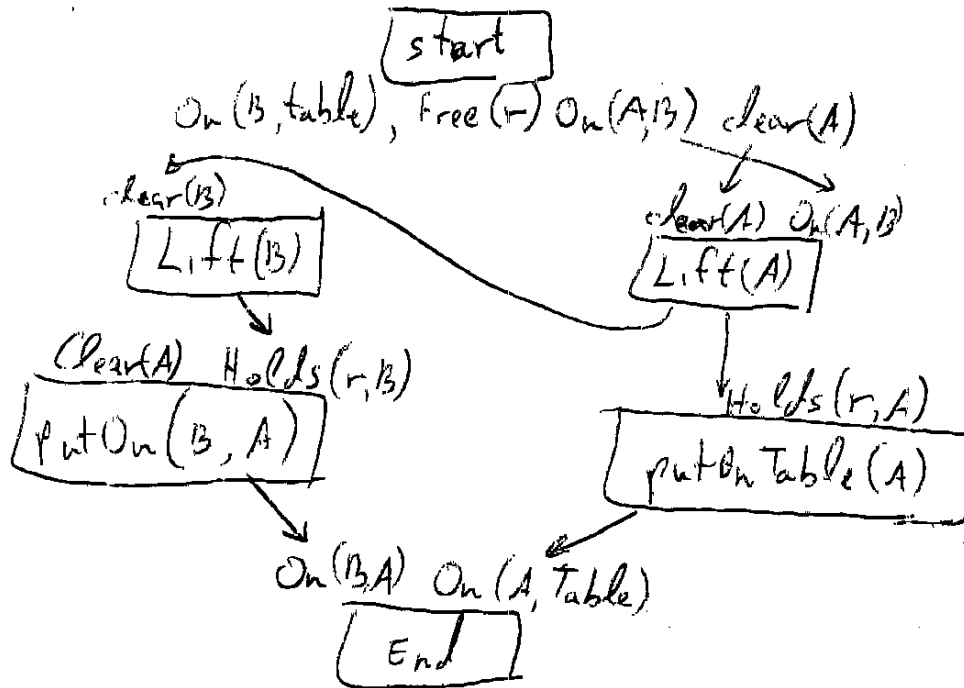 start
On(B,table), Free(r) On(A,B) clear(A)
clear(B)
clear(A) On(A,B)
Lift(B)
Lift(A)
Clear(A) Holds(r,B)
Holds(r,A)
putOn(B,A)
putOnTable(A)
On(B,A) On(A,Table)
End